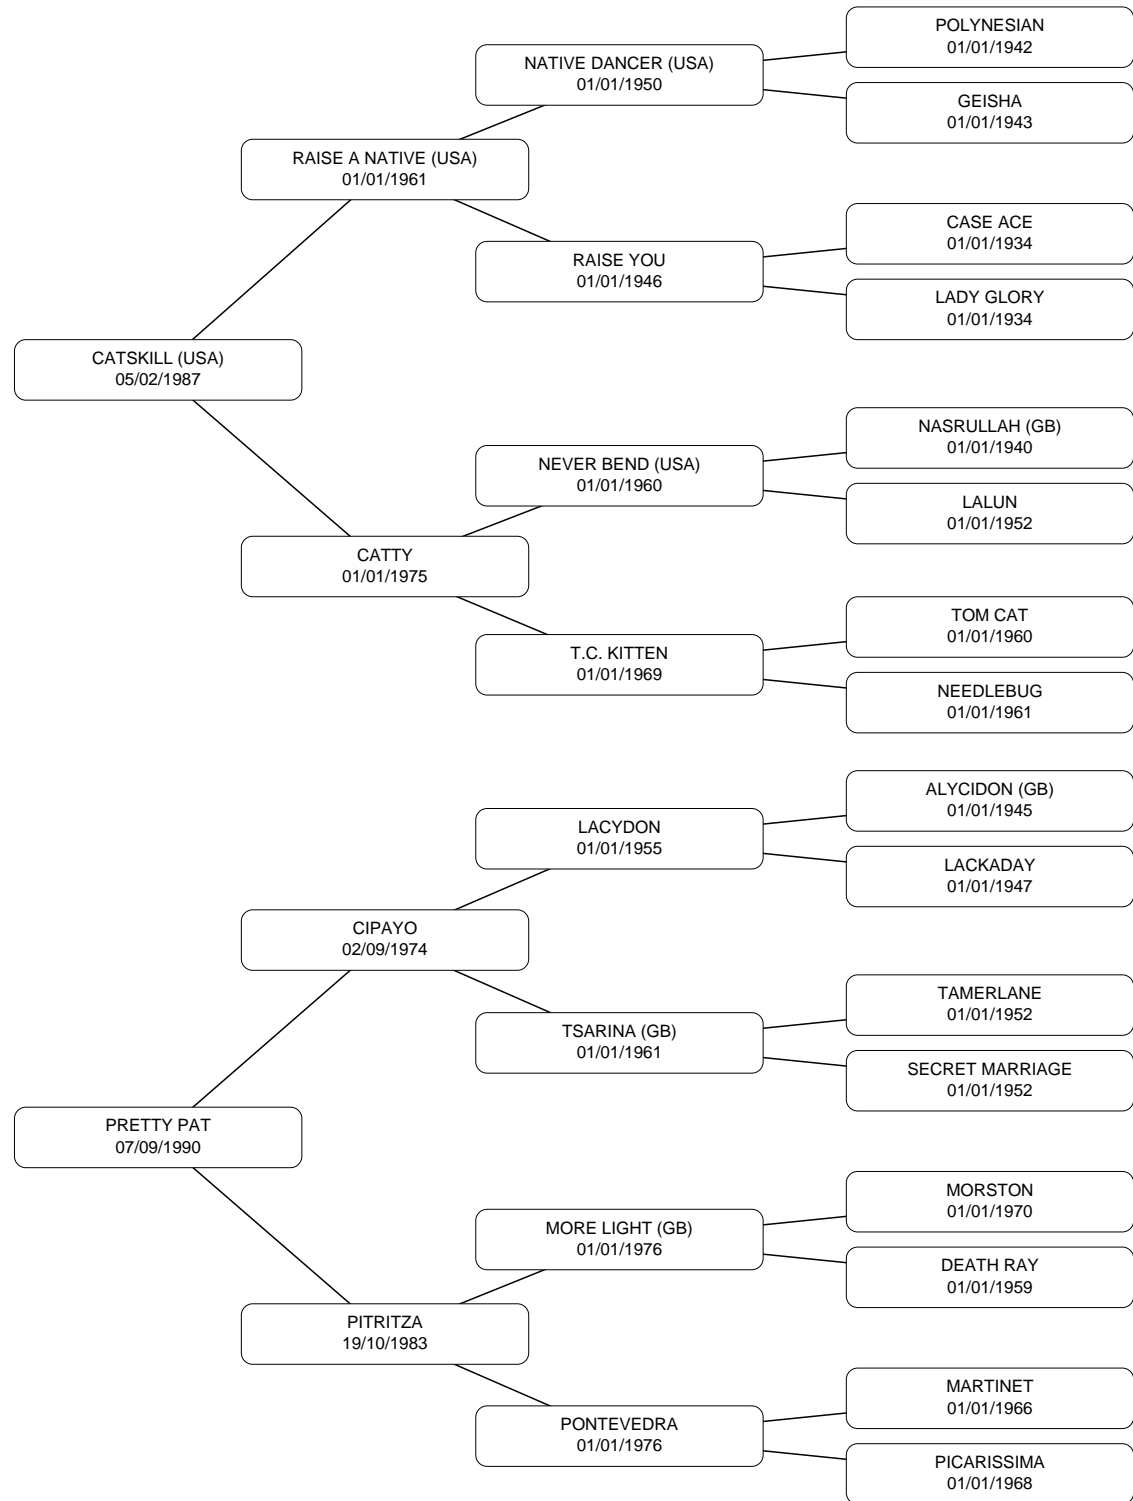 POLYNESIAN
01/01/1942
NATIVE DANCER (USA)
01/01/1950
GEISHA
01/01/1943
RAISE A NATIVE (USA)
01/01/1961
CASE ACE
01/01/1934
RAISE YOU
01/01/1946
LADY GLORY
01/01/1934
CATSKILL (USA)
05/02/1987
NASRULLAH (GB)
01/01/1940
NEVER BEND (USA)
01/01/1960
LALUN
01/01/1952
CATTY
01/01/1975
TOM CAT
01/01/1960
T.C. KITTEN
01/01/1969
NEEDLEBUG
01/01/1961
ALYCIDON (GB)
01/01/1945
LACYDON
01/01/1955
LACKADAY
01/01/1947
CIPAYO
02/09/1974
TAMERLANE
01/01/1952
TSARINA (GB)
01/01/1961
SECRET MARRIAGE
01/01/1952
PRETTY PAT
07/09/1990
MORSTON
01/01/1970
MORE LIGHT (GB)
01/01/1976
DEATH RAY
01/01/1959
PITRITZA
19/10/1983
MARTINET
01/01/1966
PONTEVEDRA
01/01/1976
PICARISSIMA
01/01/1968